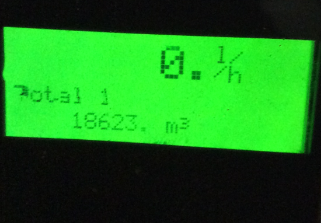 0. l/h
Total 1
18623. m³